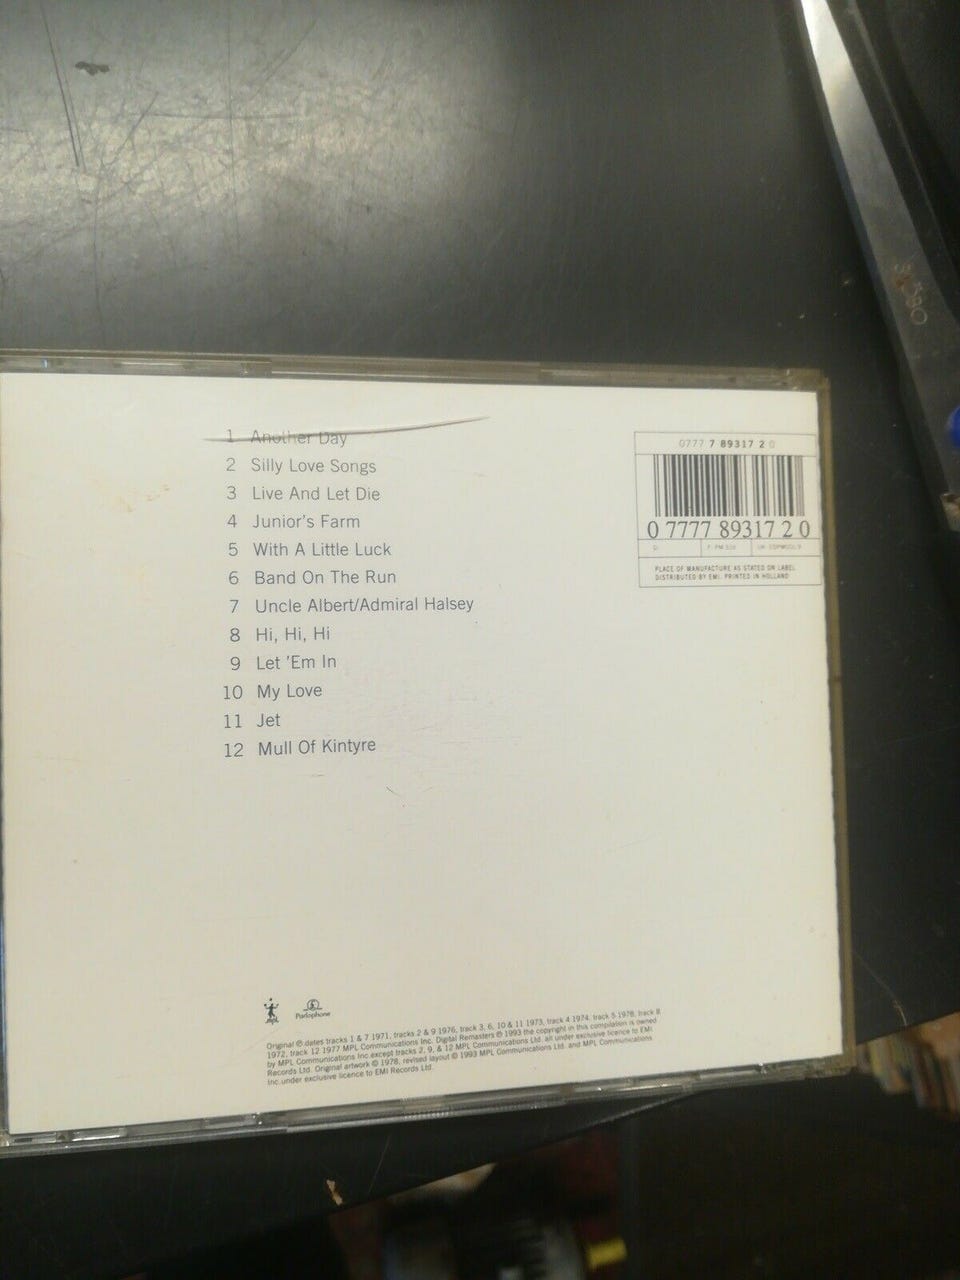 1 Another Day
2 Silly Love Songs
3 Live And Let Die
4 Junior's Farm
5 With A Little Luck
6 Band On The Run
7 Uncle Albert/Admiral Halsey
8 Hi, Hi, Hi
9 Let 'Em In
10 My Love
11 Jet
12 Mull Of Kintyre
0777 7 89317 2 0
0 7777 89317 2 0
PLACE OF MANUFACTURE AS STATED ON LABEL
DISTRIBUTED BY EMI. PRINTED IN HOLLAND
MPL
Parlophone
Original ℗ dates tracks 1 & 7 1971, tracks 2 & 9 1976, track 3, 6, 10 & 11 1973, track 4 1974, track 5 1978, track 8
1972, track 12 1977 MPL Communications Inc. Digital Remasters ℗ 1993 the copyright in this compilation is owned
by MPL Communications Inc except tracks 2, 9, & 12 MPL Communications Ltd. all under exclusive licence to EMI
Records Ltd. Original artwork © 1978, revised layout © 1993 MPL Communications Ltd. and MPL Communications
Inc. under exclusive licence to EMI Records Ltd.